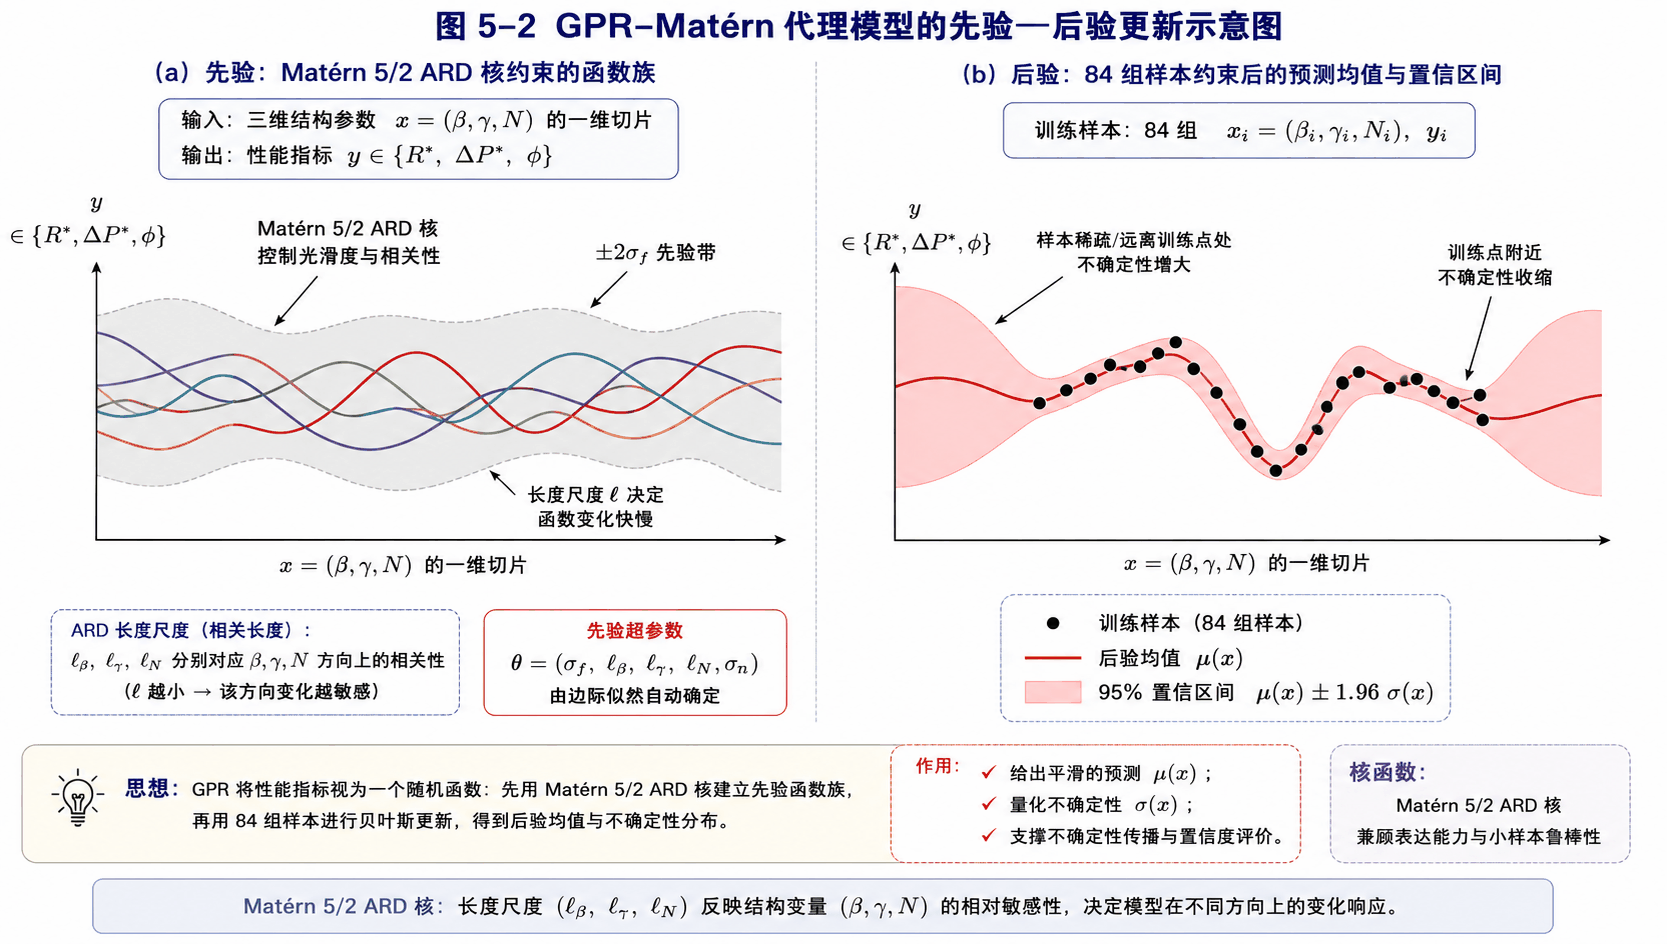 图 5–2 GPR–Matérn 代理模型的先验—后验更新示意图
(a) 先验：Matérn 5/2 ARD 核约束的函数族
输入：三维结构参数 x = (β, γ, N) 的一维切片
输出：性能指标 y ∈ {R*, ΔP*, ϕ}
y
∈ {R*, ΔP*, ϕ}
Matérn 5/2 ARD 核
控制光滑度与相关性
±2σf 先验带
长度尺度 ℓ 决定
函数变化快慢
x = (β, γ, N) 的一维切片
ARD 长度尺度（相关长度）：
ℓβ, ℓγ, ℓN 分别对应 β, γ, N 方向上的相关性
（ℓ 越小 → 该方向变化越敏感）
先验超参数
θ = (σf, ℓβ, ℓγ, ℓN, σn)
由边际似然自动确定
(b) 后验：84 组样本约束后的预测均值与置信区间
训练样本：84 组 xi = (βi, γi, Ni), yi
y
∈ {R*, ΔP*, ϕ}
样本稀疏/远离训练点处
不确定性增大
训练点附近
不确定性收缩
x = (β, γ, N) 的一维切片
训练样本（84 组样本）
后验均值 μ(x)
95% 置信区间 μ(x) ± 1.96 σ(x)
思想：GPR 将性能指标视为一个随机函数：先用 Matérn 5/2 ARD 核建立先验函数族，
再用 84 组样本进行贝叶斯更新，得到后验均值与不确定性分布。
作用：
✓ 给出平滑的预测 μ(x)；
✓ 量化不确定性 σ(x)；
✓ 支撑不确定性传播与置信度评价。
核函数：
Matérn 5/2 ARD 核
兼顾表达能力与小样本鲁棒性
Matérn 5/2 ARD 核：长度尺度 (ℓβ, ℓγ, ℓN) 反映结构变量 (β, γ, N) 的相对敏感性，决定模型在不同方向上的变化响应。